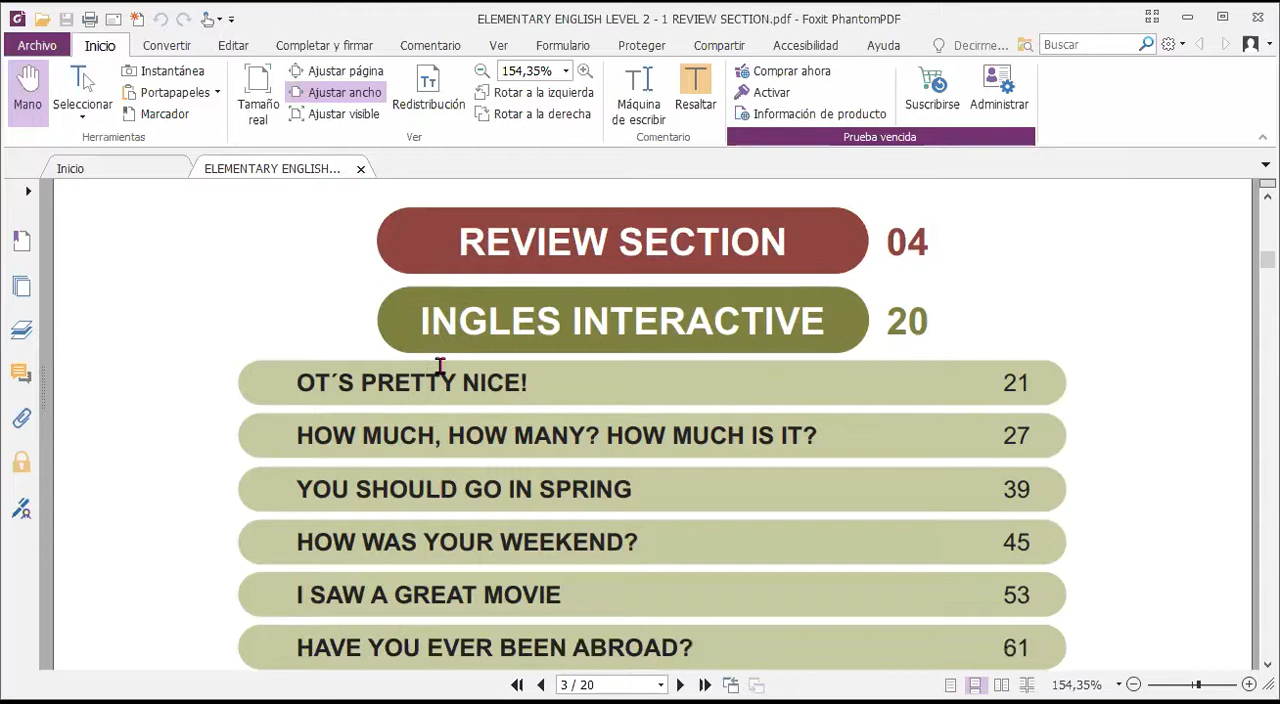 ELEMENTARY ENGLISH LEVEL 2 - 1 REVIEW SECTION.pdf - Foxit PhantomPDF
Archivo Inicio Convertir Editar Completar y firmar Comentario Ver Formulario Proteger Compartir Accesibilidad Ayuda Decirme... Buscar
Mano
Seleccionar
Instantánea
Portapapeles
Marcador
Herramientas
Tamaño real
Ajustar página
Ajustar ancho
Ajustar visible
Redistribución
154,35%
Rotar a la izquierda
Rotar a la derecha
Ver
Máquina de escribir
Resaltar
Comentario
Comprar ahora
Activar
Información de producto
Suscribirse
Administrar
Prueba vencida
Inicio ELEMENTARY ENGLISH...
REVIEW SECTION 04
INGLES INTERACTIVE 20
OT´S PRETTY NICE! 21
HOW MUCH, HOW MANY? HOW MUCH IS IT? 27
YOU SHOULD GO IN SPRING 39
HOW WAS YOUR WEEKEND? 45
I SAW A GREAT MOVIE 53
HAVE YOU EVER BEEN ABROAD? 61
3 / 20 154,35%